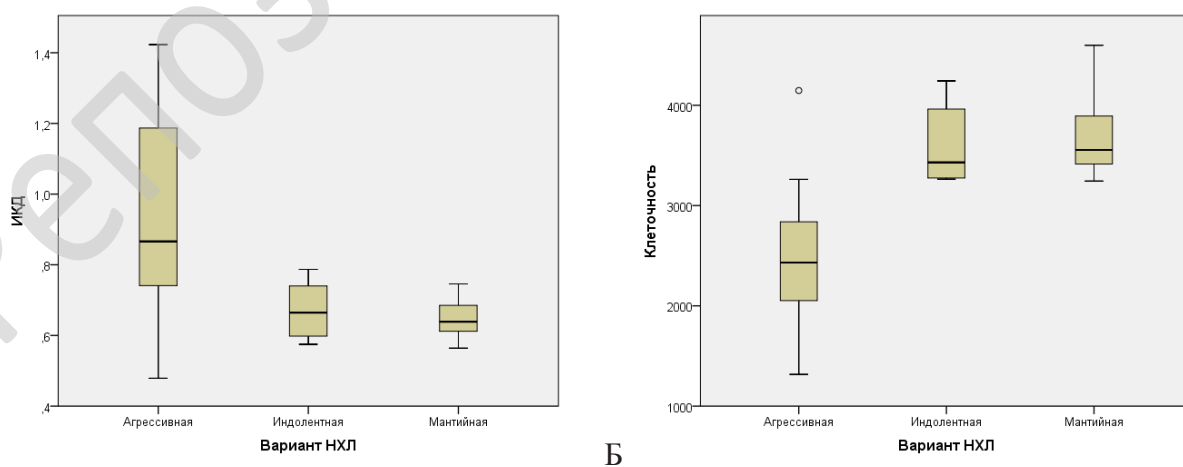 Репоз
ИКД
1,4
1,2
1,0
,8
,6
,4
Агрессивная Индолентная Мантийная
Вариант НХЛ
Б
Клеточность
4000
3000
2000
1000
Агрессивная Индолентная Мантийная
Вариант НХЛ